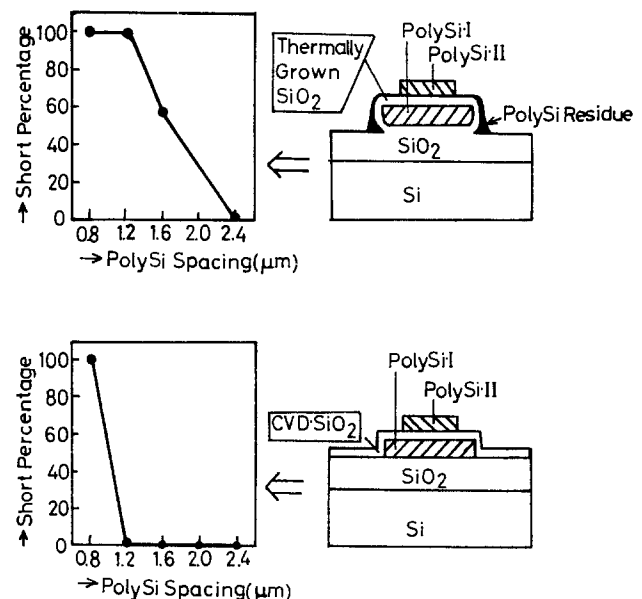 100
80
60
40
20
0
→ Short Percentage
0.8 1.2 1.6 2.0 2.4
→ PolySi Spacing(μm)
Thermally
Grown
SiO2
PolySi·I
PolySi·II
PolySi Residue
SiO2
Si
100
80
60
40
20
0
→ Short Percentage
0.8 1.2 1.6 2.0 2.4
→ PolySi Spacing(μm)
CVD·SiO2
PolySi·I
PolySi·II
SiO2
Si